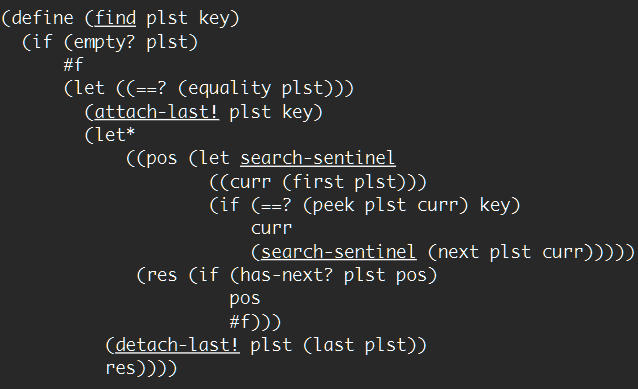 (define (find plst key)
  (if (empty? plst)
      #f
      (let ((==? (equality plst)))
        (attach-last! plst key)
        (let*
            ((pos (let search-sentinel
                    ((curr (first plst)))
                    (if (==? (peek plst curr) key)
                        curr
                        (search-sentinel (next plst curr)))))
             (res (if (has-next? plst pos)
                      pos
                      #f)))
          (detach-last! plst (last plst))
          res))))